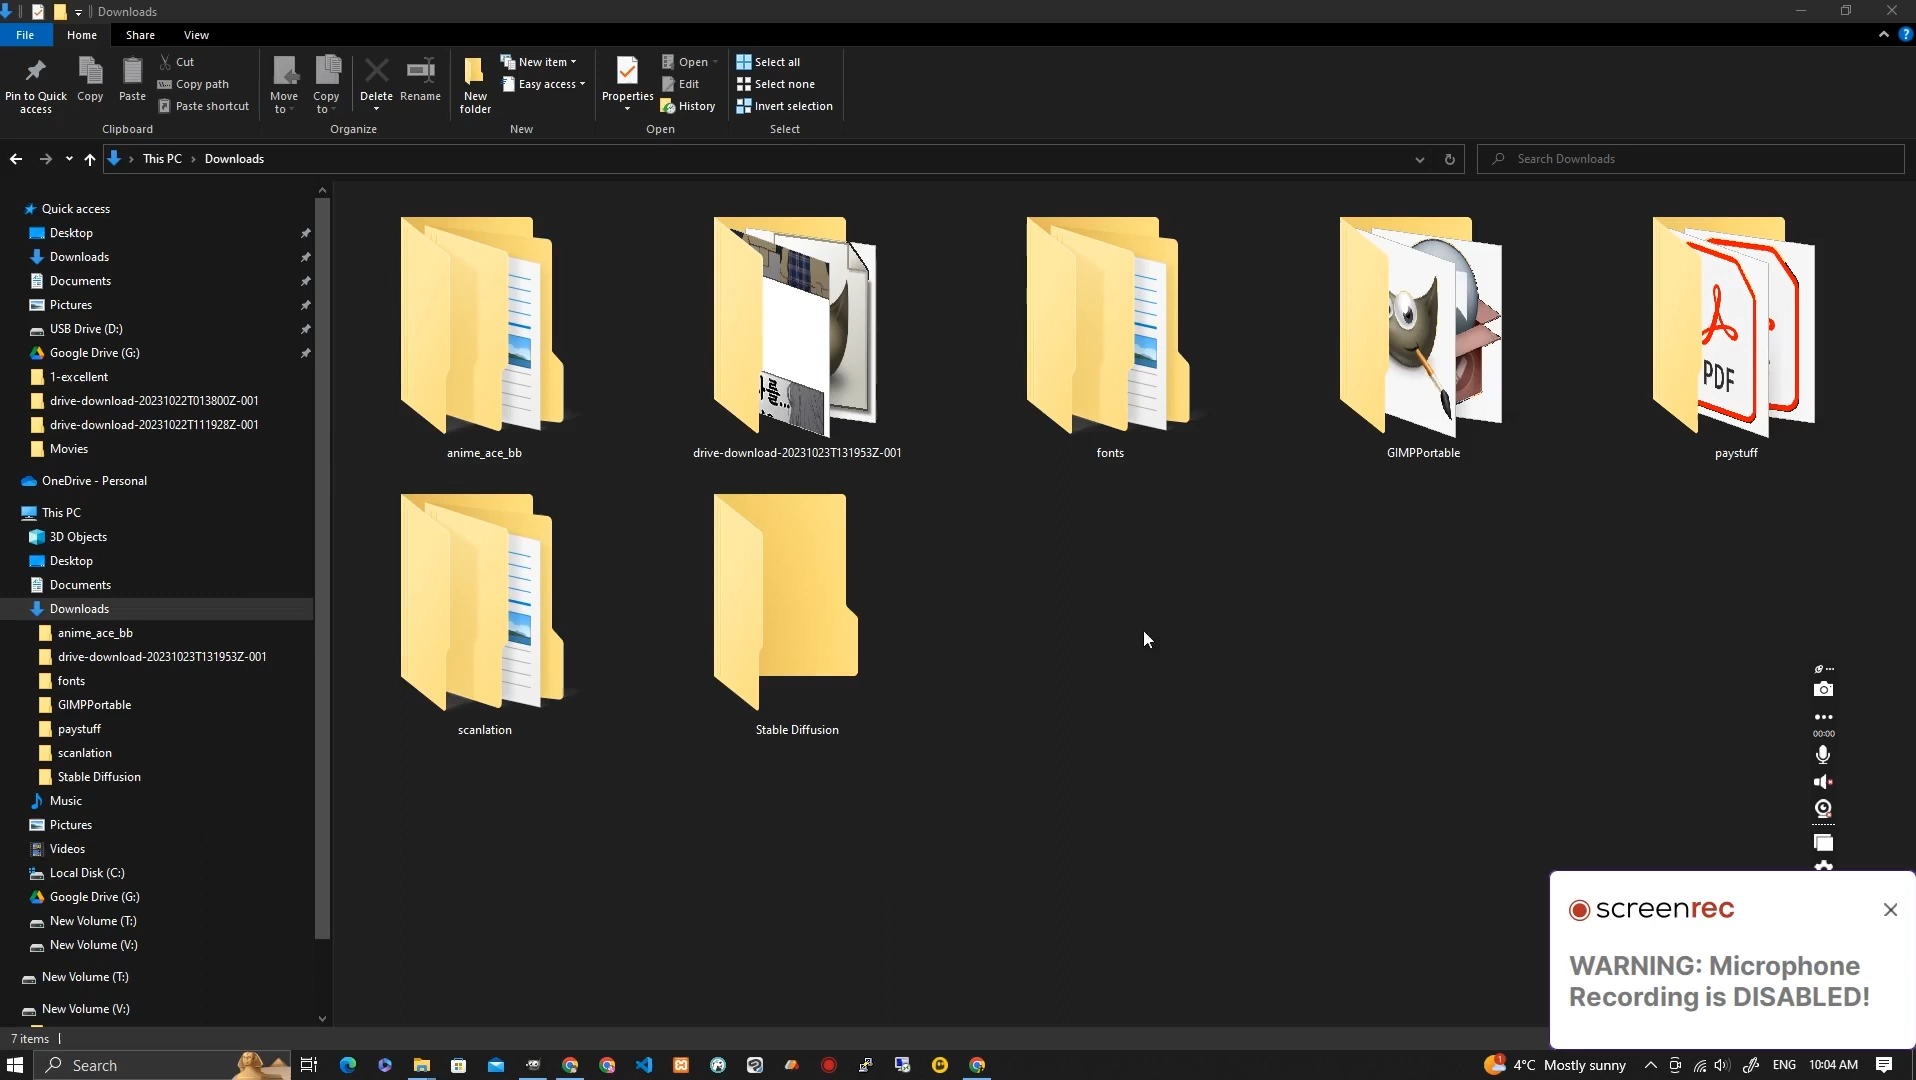 Downloads
File Home Share View
Pin to Quick access
Copy
Paste
Cut
Copy path
Paste shortcut
Clipboard
Move to
Copy to
Delete
Rename
Organize
New folder
New item
Easy access
New
Properties
Open
Edit
History
Open
Select all
Select none
Invert selection
Select
This PC › Downloads
Search Downloads
Quick access
Desktop
Downloads
Documents
Pictures
USB Drive (D:)
Google Drive (G:)
1-excellent
drive-download-20231022T013800Z-001
drive-download-20231022T111928Z-001
Movies
OneDrive - Personal
This PC
3D Objects
Desktop
Documents
Downloads
anime_ace_bb
drive-download-20231023T131953Z-001
fonts
GIMPPortable
paystuff
scanlation
Stable Diffusion
Music
Pictures
Videos
Local Disk (C:)
Google Drive (G:)
New Volume (T:)
New Volume (V:)
New Volume (T:)
New Volume (V:)
PDF
anime_ace_bb
drive-download-20231023T131953Z-001
fonts
GIMPPortable
paystuff
scanlation
Stable Diffusion
00:00
screenrec
WARNING: Microphone
Recording is DISABLED!
7 items
Search
1
4°C Mostly sunny
ENG
10:04 AM